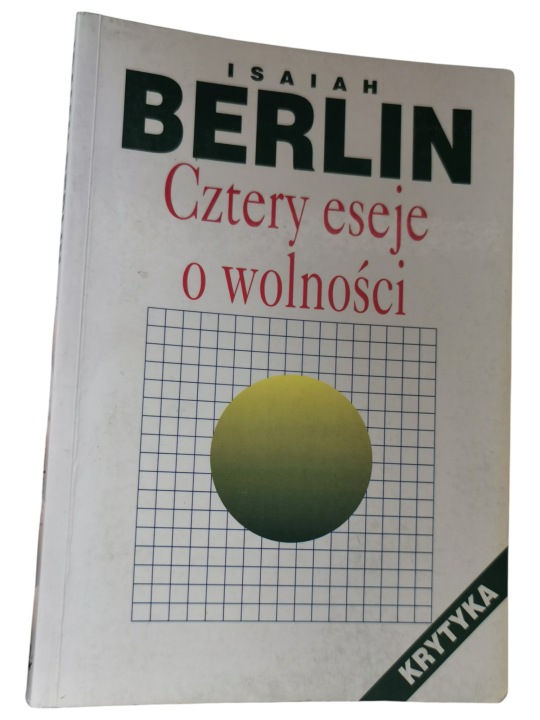 ISAIAH
BERLIN
Cztery eseje
o wolności
KRYTYKA